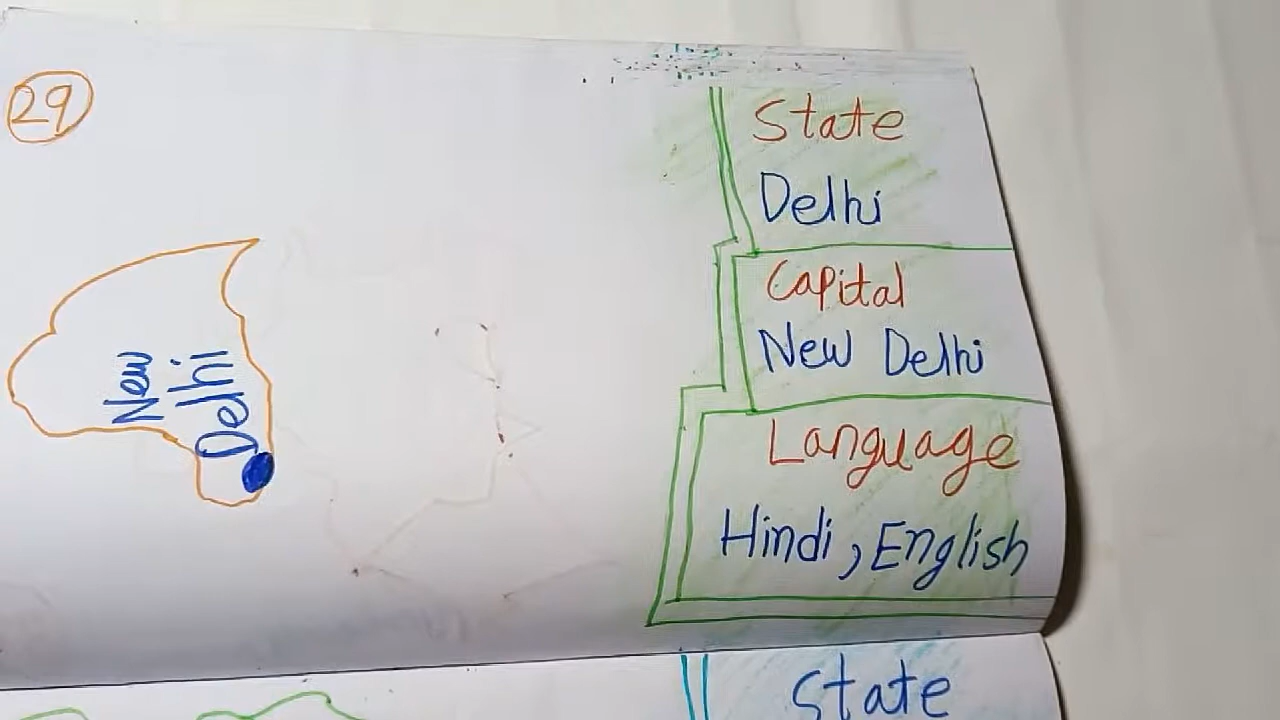 29
State
Delhi
Capital
New Delhi
Language
Hindi, English
New
Delhi
State